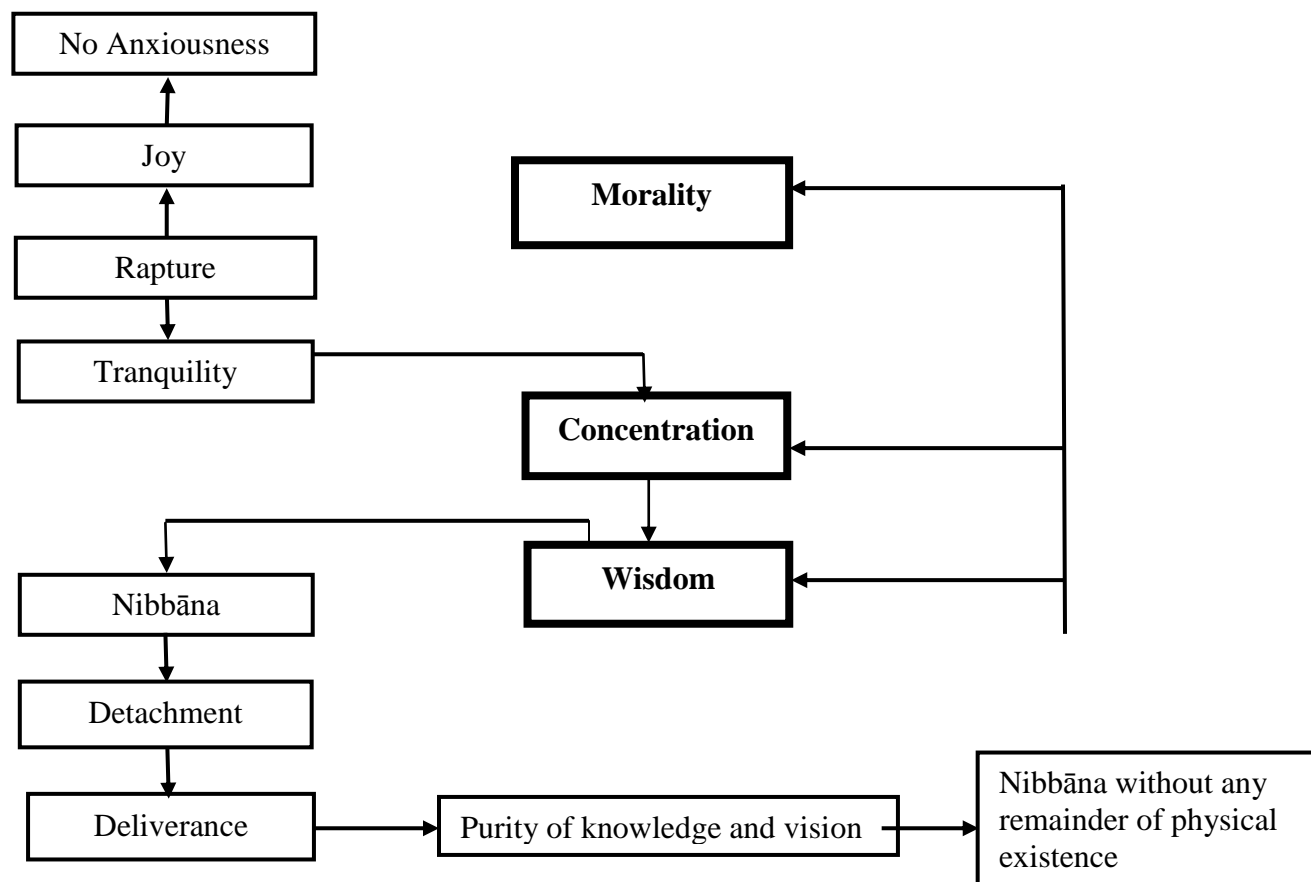 No Anxiousness
Joy
Morality
Rapture
Tranquility
Concentration
Wisdom
Nibbāna
Detachment
Deliverance
Purity of knowledge and vision
Nibbāna without any
remainder of physical
existence